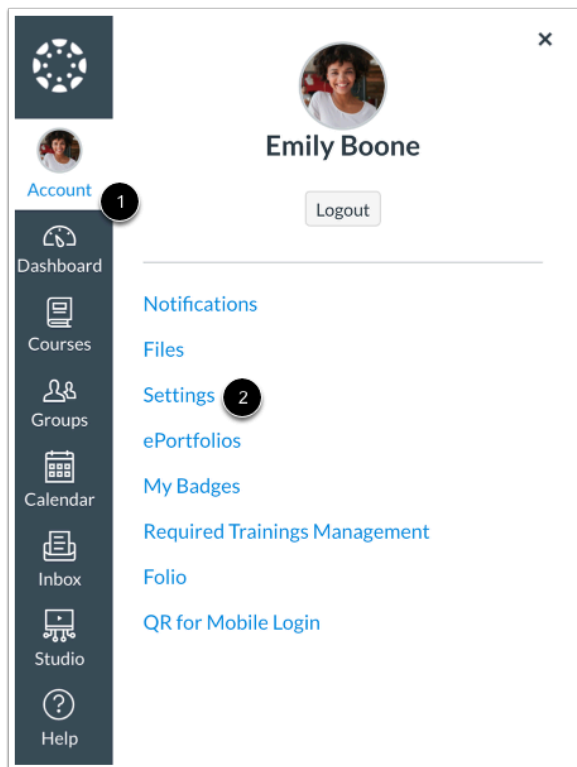 ×
Emily Boone
Account
1
Logout
Dashboard
Notifications
Courses
Files
Settings 2
Groups
ePortfolios
Calendar
My Badges
Required Trainings Management
Inbox
Folio
QR for Mobile Login
Studio
Help